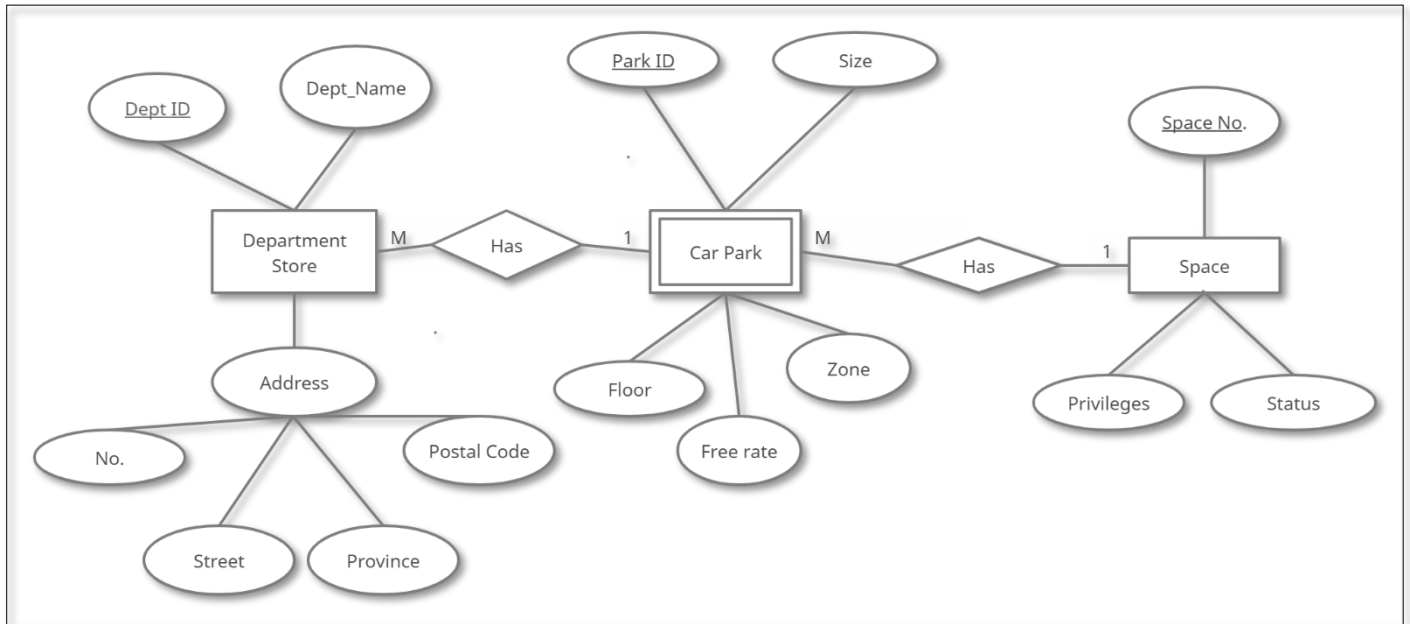 Park ID
Size
Dept_Name
Dept ID
Space No.
Department
Store
M
Has
1
Car Park
M
Has
1
Space
Address
Floor
Zone
Privileges
Status
No.
Postal Code
Free rate
Street
Province